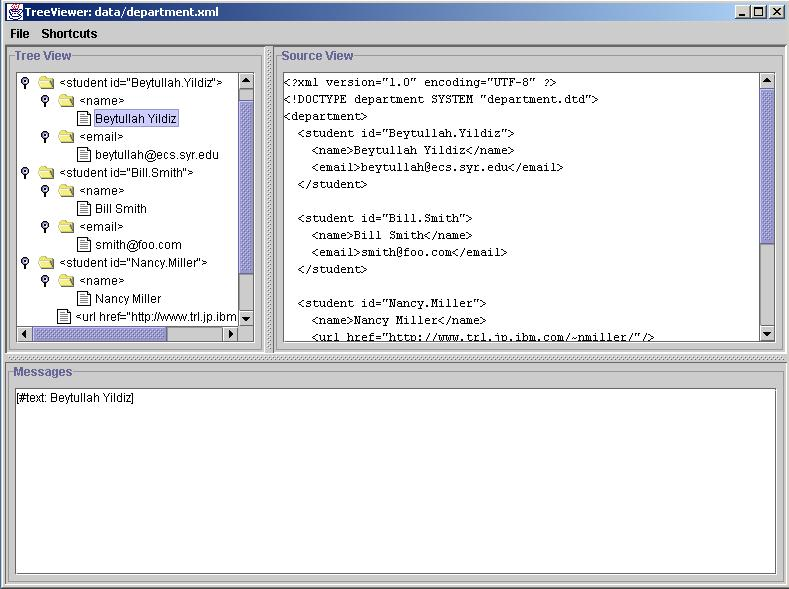 TreeViewer: data/department.xml
File Shortcuts
Tree View
<student id="Beytullah.Yildiz">
<name>
Beytullah Yildiz
<email>
beytullah@ecs.syr.edu
<student id="Bill.Smith">
<name>
Bill Smith
<email>
smith@foo.com
<student id="Nancy.Miller">
<name>
Nancy Miller
<url href="http://www.trl.jp.ibm
Source View
<?xml version="1.0" encoding="UTF-8" ?>
<!DOCTYPE department SYSTEM "department.dtd">
<department>
<student id="Beytullah.Yildiz">
<name>Beytullah Yildiz</name>
<email>beytullah@ecs.syr.edu</email>
</student>
<student id="Bill.Smith">
<name>Bill Smith</name>
<email>smith@foo.com</email>
</student>
<student id="Nancy.Miller">
<name>Nancy Miller</name>
<url href="http://www.trl.jp.ibm.com/~nmiller/"/>
Messages
[#text: Beytullah Yildiz]